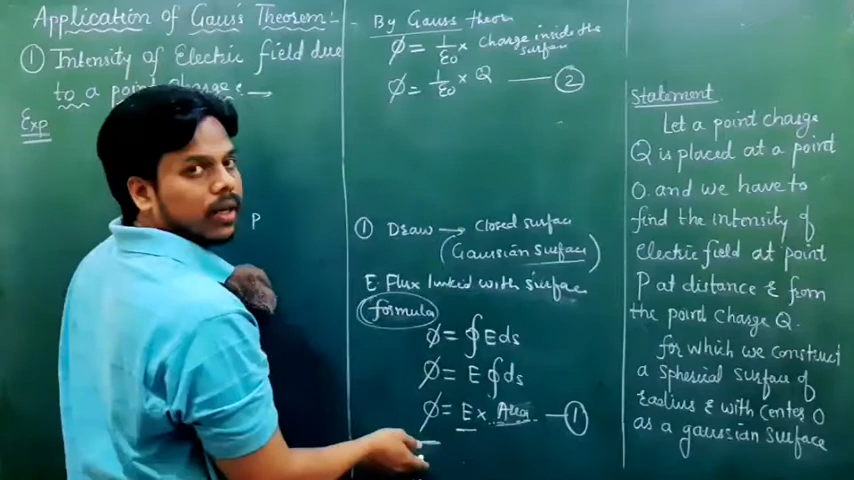 Application of Gauss Theorem:-
① Intensity of Electric field due
to a point charge →
Exp
P
By Gauss theorem
Ø = 1/ε0 × charge inside the surface
Ø = 1/ε0 × Q — ②
① Draw → closed surface
(Gaussian surface)
E. Flux linked with surface
formula
Ø = ∮ E ds
Ø = E ∮ ds
Ø = E × Area — ①
Statement
Let a point charge
Q is placed at a point
O. and we have to
find the intensity of
Electric field at point
P at distance r from
the point charge Q.
for which we construct
a spherical surface of
radius r with center O
as a gaussian surface